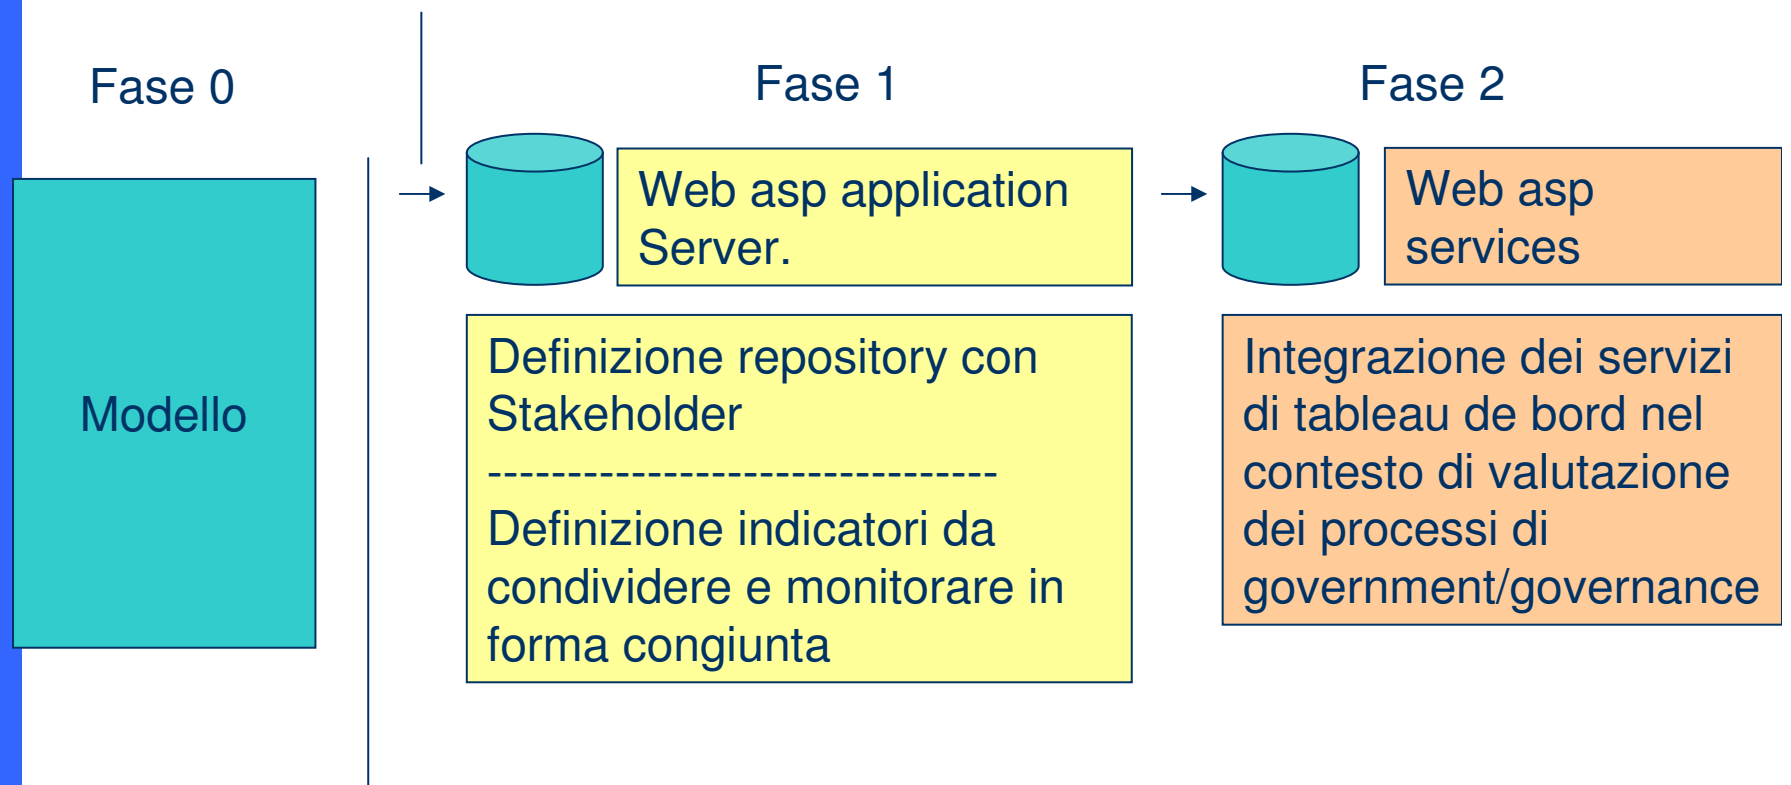 Fase 0
Modello
Fase 1
Web asp application
Server.
Definizione repository con
Stakeholder
--------------------------------
Definizione indicatori da
condividere e monitorare in
forma congiunta
Fase 2
Web asp
services
Integrazione dei servizi
di tableau de bord nel
contesto di valutazione
dei processi di
government/governance